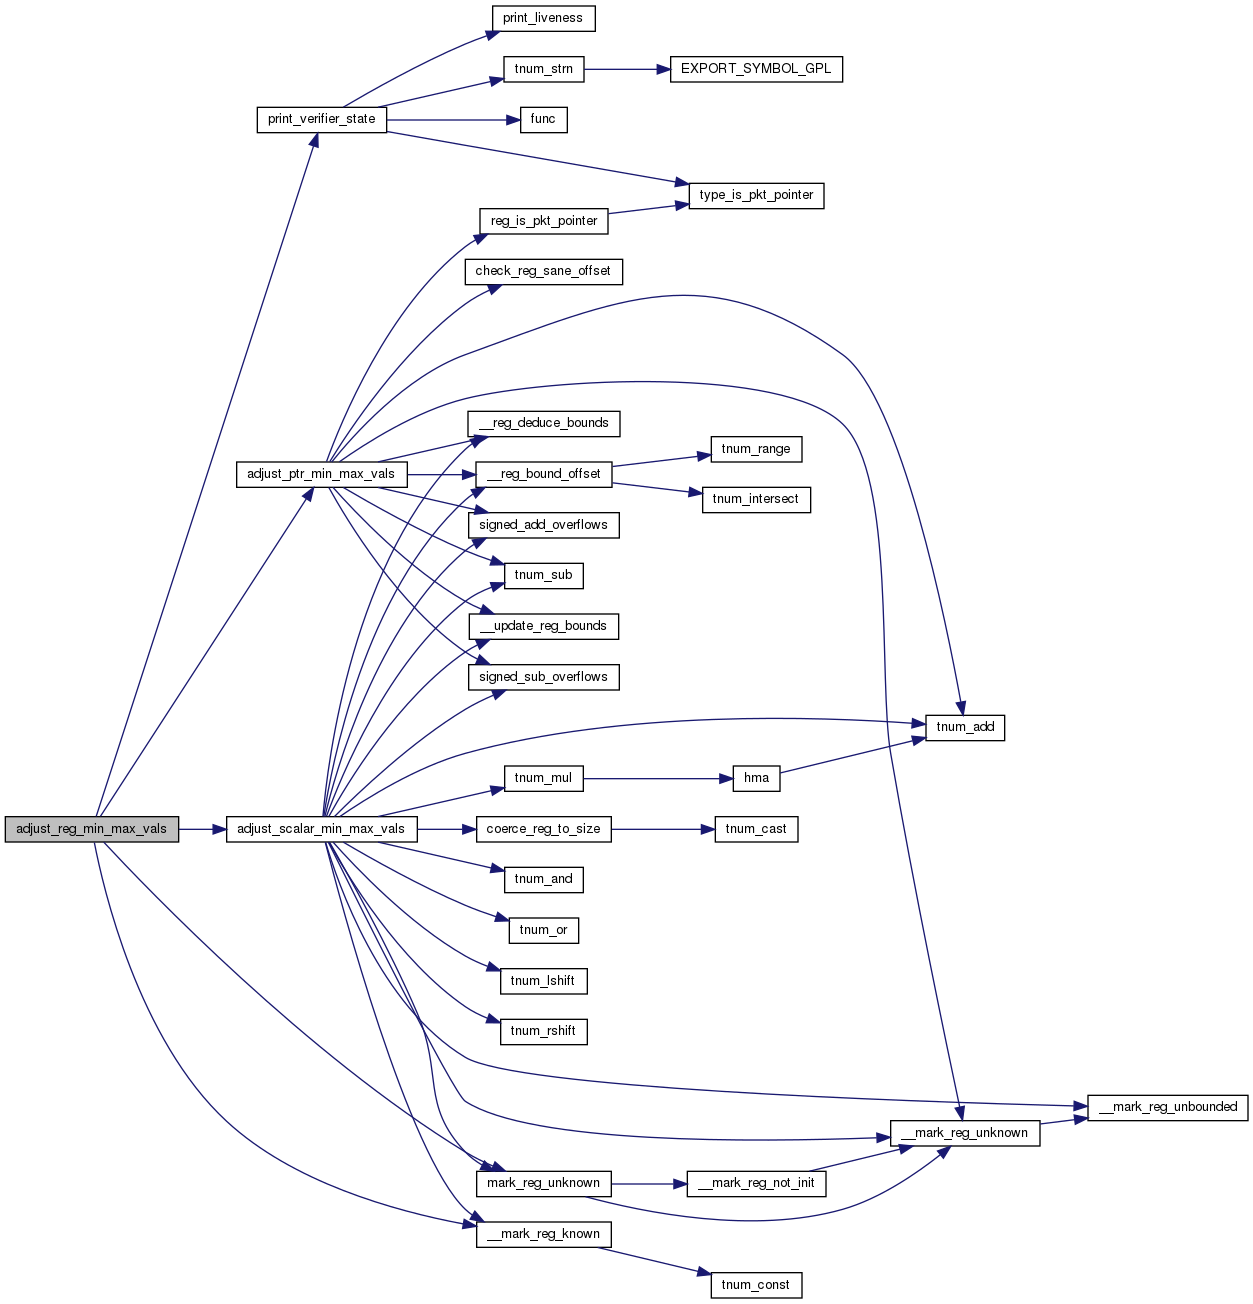 print_liveness
tnum_strn
EXPORT_SYMBOL_GPL
print_verifier_state
func
type_is_pkt_pointer
reg_is_pkt_pointer
check_reg_sane_offset
__reg_deduce_bounds
tnum_range
adjust_ptr_min_max_vals
__reg_bound_offset
tnum_intersect
signed_add_overflows
tnum_sub
__update_reg_bounds
signed_sub_overflows
tnum_add
tnum_mul
hma
adjust_reg_min_max_vals
adjust_scalar_min_max_vals
coerce_reg_to_size
tnum_cast
tnum_and
tnum_or
tnum_lshift
tnum_rshift
__mark_reg_unbounded
__mark_reg_unknown
mark_reg_unknown
__mark_reg_not_init
__mark_reg_known
tnum_const